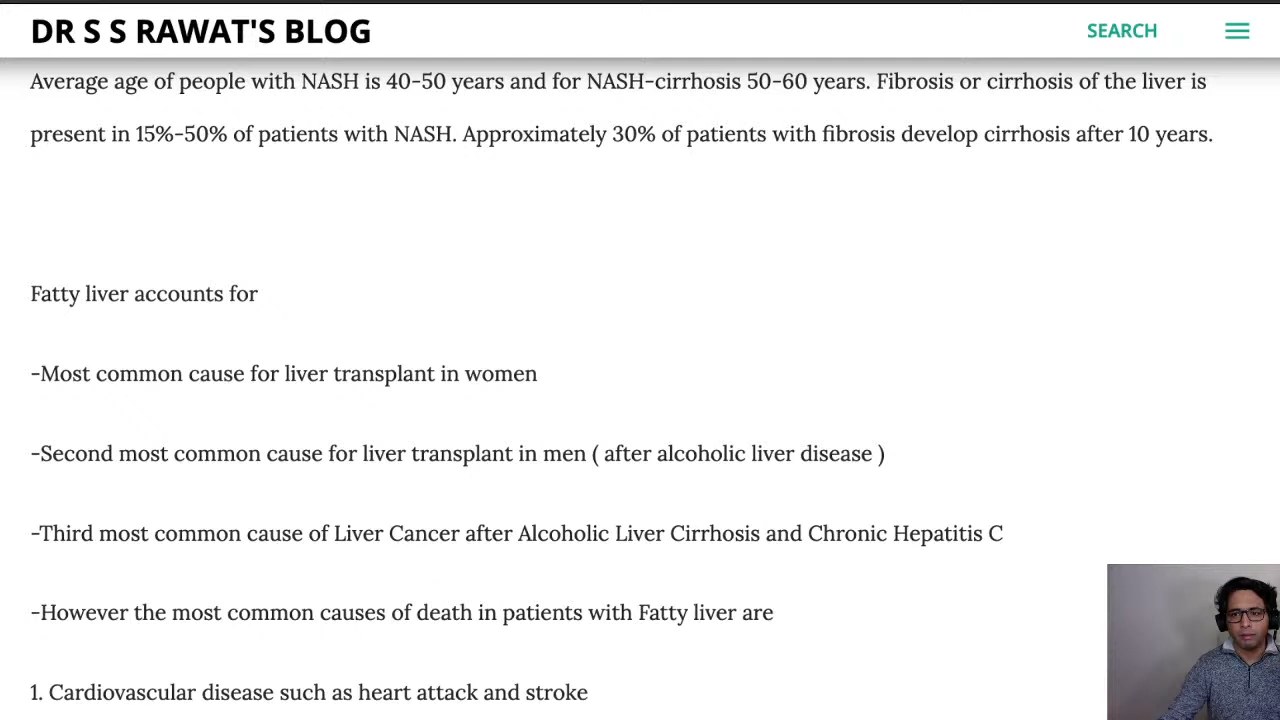 DR S S RAWAT'S BLOG
SEARCH
Average age of people with NASH is 40-50 years and for NASH-cirrhosis 50-60 years. Fibrosis or cirrhosis of the liver is
present in 15%-50% of patients with NASH. Approximately 30% of patients with fibrosis develop cirrhosis after 10 years.
Fatty liver accounts for
-Most common cause for liver transplant in women
-Second most common cause for liver transplant in men ( after alcoholic liver disease )
-Third most common cause of Liver Cancer after Alcoholic Liver Cirrhosis and Chronic Hepatitis C
-However the most common causes of death in patients with Fatty liver are
1. Cardiovascular disease such as heart attack and stroke